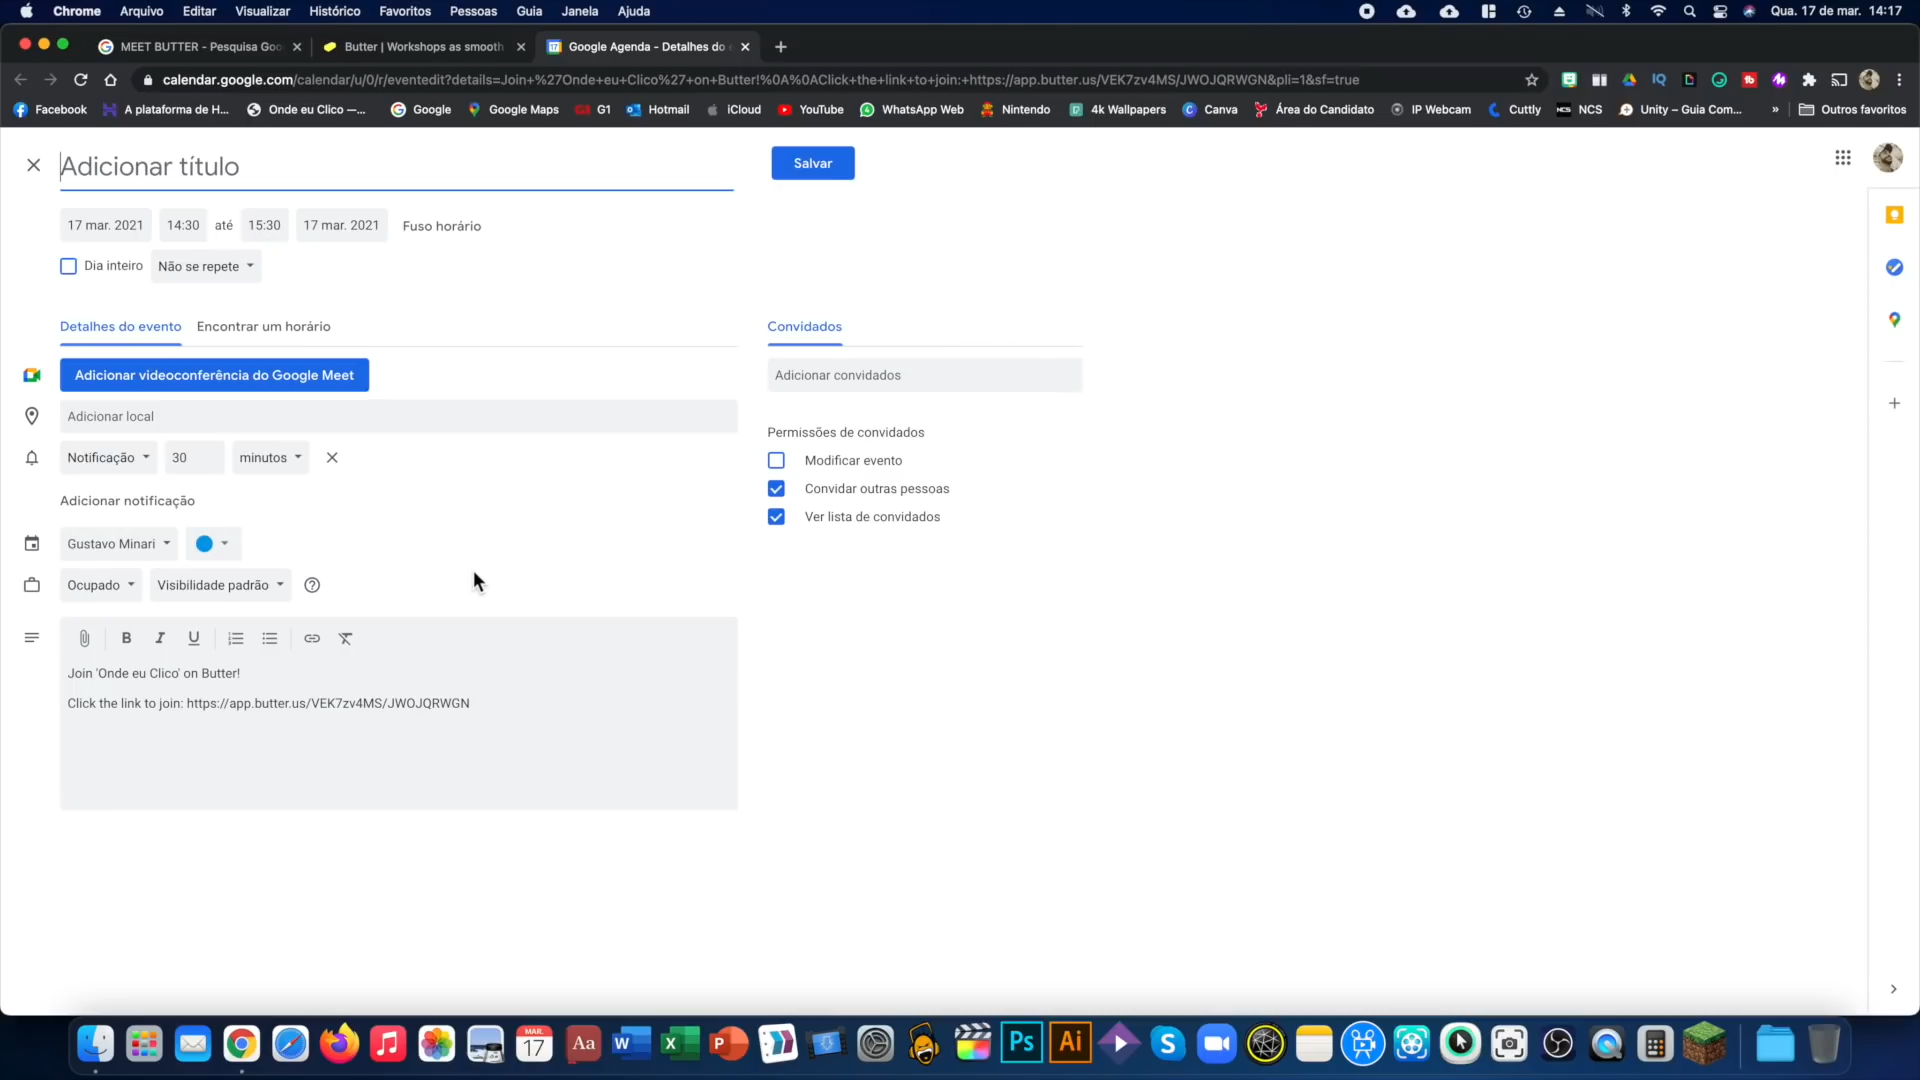 Chrome Arquivo Editar Visualizar Histórico Favoritos Pessoas Guia Janela Ajuda Qua. 17 de mar. 14:17
MEET BUTTER - Pesquisa Goo Butter | Workshops as smooth Google Agenda - Detalhes do
calendar.google.com/calendar/u/0/r/eventedit?details=Join+%27Onde+eu+Clico%27+on+Butter!%0A%0AClick+the+link+to+join:+https://app.butter.us/VEK7zv4MS/JWOJQRWGN&pli=1&sf=true
Facebook A plataforma de H... Onde eu Clico —... Google Google Maps G1 Hotmail iCloud YouTube WhatsApp Web Nintendo 4k Wallpapers Canva Área do Candidato IP Webcam Cuttly NCS Unity – Guia Com... » Outros favoritos
Adicionar título Salvar
17 mar. 2021 14:30 até 15:30 17 mar. 2021 Fuso horário
Dia inteiro Não se repete
Detalhes do evento Encontrar um horário Convidados
Adicionar videoconferência do Google Meet Adicionar convidados
Adicionar local
Permissões de convidados
Notificação 30 minutos Modificar evento
Convidar outras pessoas
Adicionar notificação Ver lista de convidados
Gustavo Minari
Ocupado Visibilidade padrão
B I U
Join 'Onde eu Clico' on Butter!
Click the link to join: https://app.butter.us/VEK7zv4MS/JWOJQRWGN
MAR. 17 Aa W X P Ps Ai S